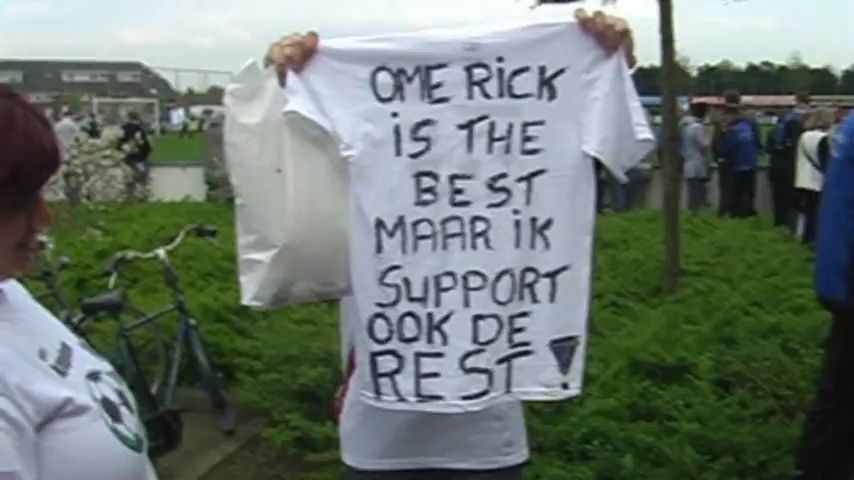 OME RiCK
iS THE
BEST
MAAR iK
SUPPORT
OOK DE
REST!